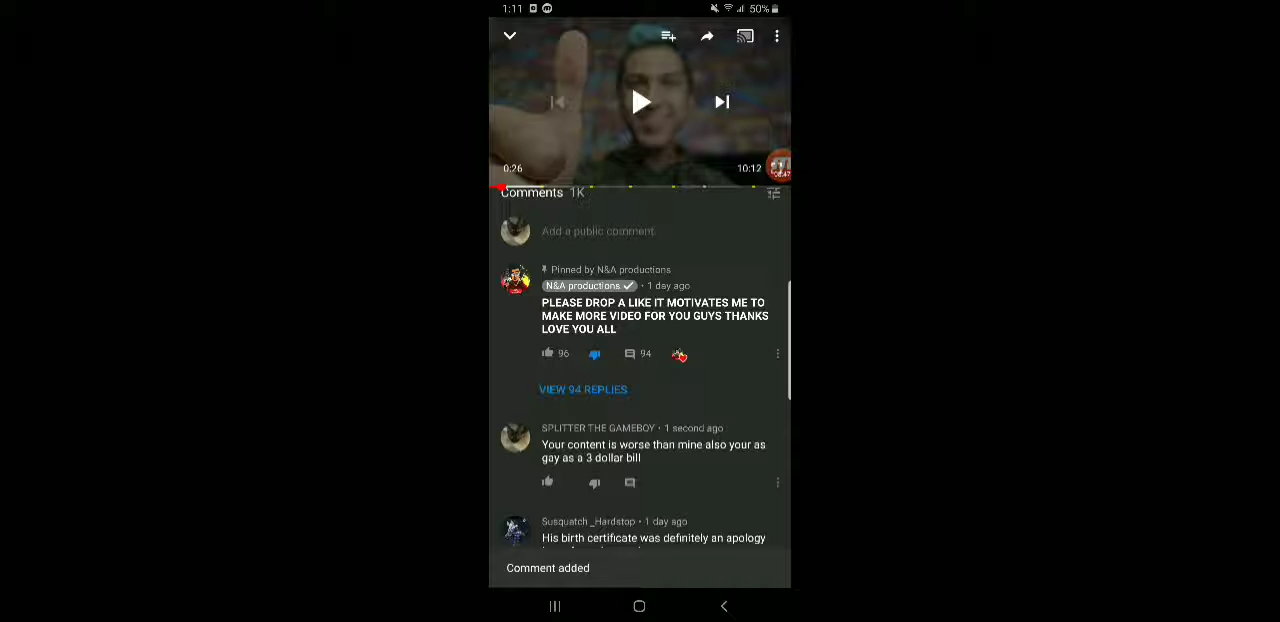 1:11
50%
0:26
10:12
Comments 1K
Add a public comment
Pinned by N&A productions
N&A productions • 1 day ago
PLEASE DROP A LIKE IT MOTIVATES ME TO
MAKE MORE VIDEO FOR YOU GUYS THANKS
LOVE YOU ALL
96
94
VIEW 94 REPLIES
SPLITTER THE GAMEBOY • 1 second ago
Your content is worse than mine also your as
gay as a 3 dollar bill
Susquatch_Hardstop • 1 day ago
His birth certificate was definitely an apology
Comment added